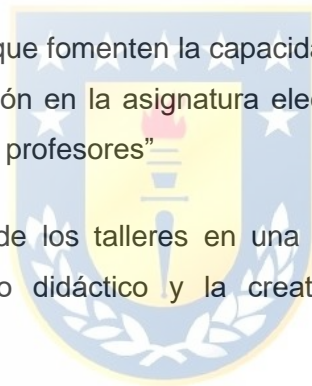 que fomenten la capacida
ón en la asignatura elec
profesores”
de los talleres en una
o didáctico y la creat